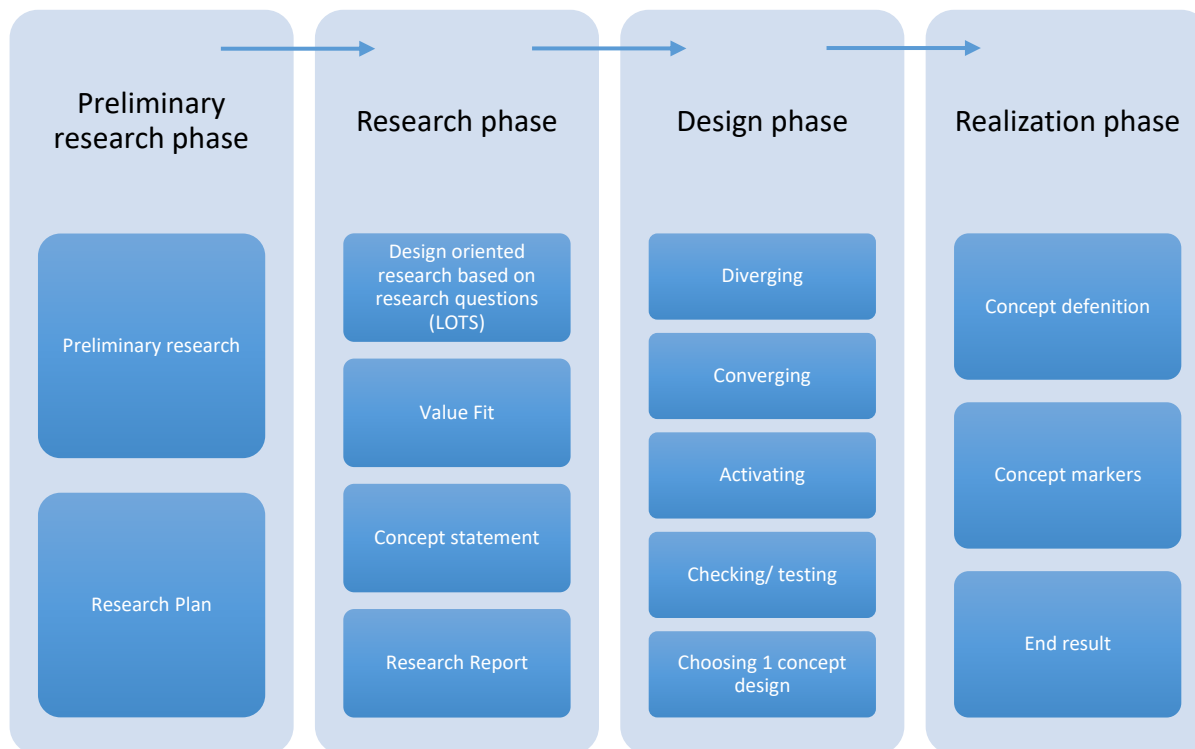 Preliminary
research phase
Preliminary research
Research Plan
Research phase
Design oriented
research based on
research questions
(LOTS)
Value Fit
Concept statement
Research Report
Design phase
Diverging
Converging
Activating
Checking/ testing
Choosing 1 concept
design
Realization phase
Concept defenition
Concept markers
End result